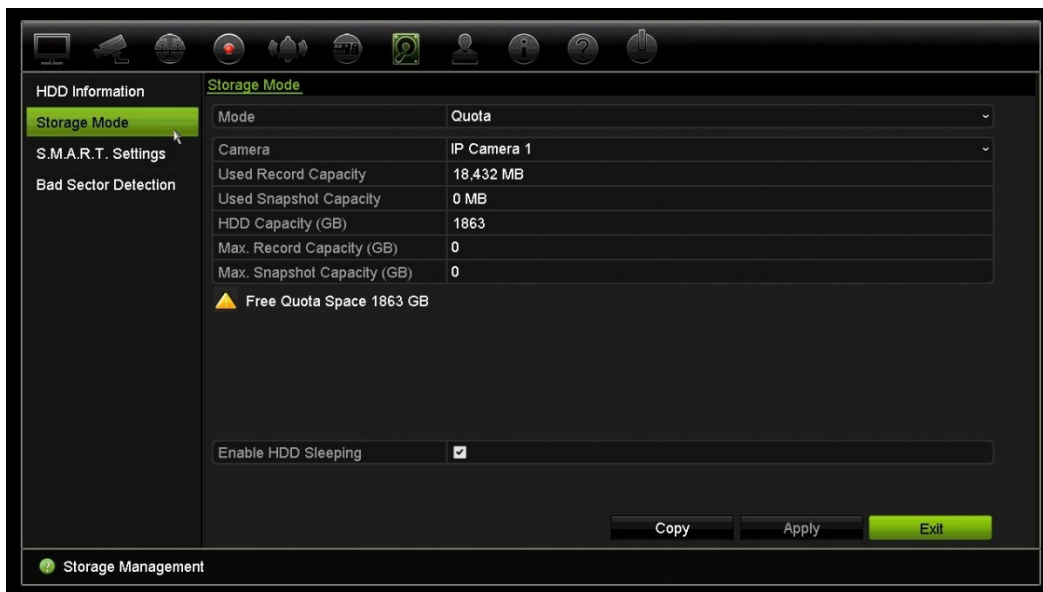 HDD Information
Storage Mode
S.M.A.R.T. Settings
Bad Sector Detection
Storage Mode
Mode Quota
Camera IP Camera 1
Used Record Capacity 18,432 MB
Used Snapshot Capacity 0 MB
HDD Capacity (GB) 1863
Max. Record Capacity (GB) 0
Max. Snapshot Capacity (GB) 0
Free Quota Space 1863 GB
Enable HDD Sleeping
Copy Apply Exit
Storage Management